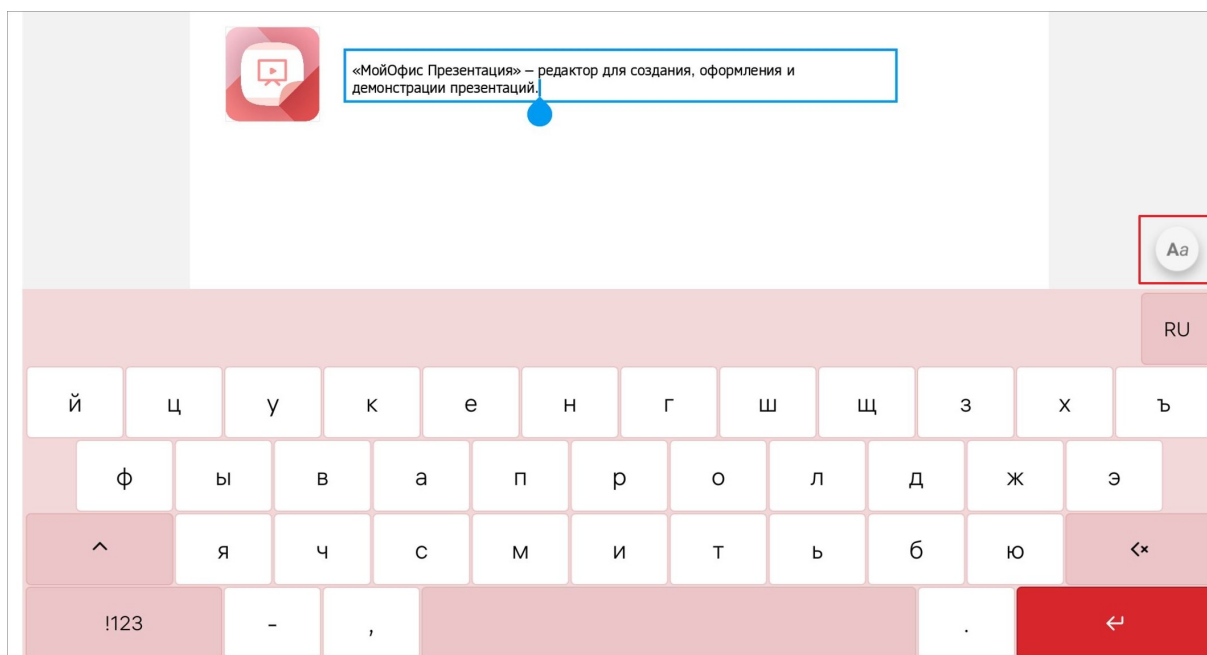 «МойОфис Презентация» – редактор для создания, оформления и
демонстрации презентаций.
Aa
RU
й ц у к е н г ш щ з х ъ
ф ы в а п р о л д ж э
я ч с м и т ь б ю
!123 - , .